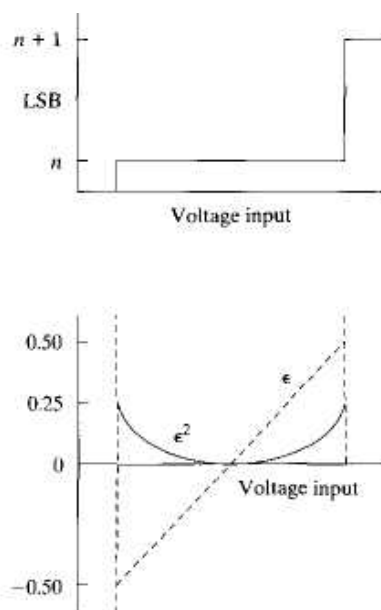 n + 1
LSB
n
Voltage input
0.50
0.25
0
−0.50
ϵ
ϵ²
Voltage input